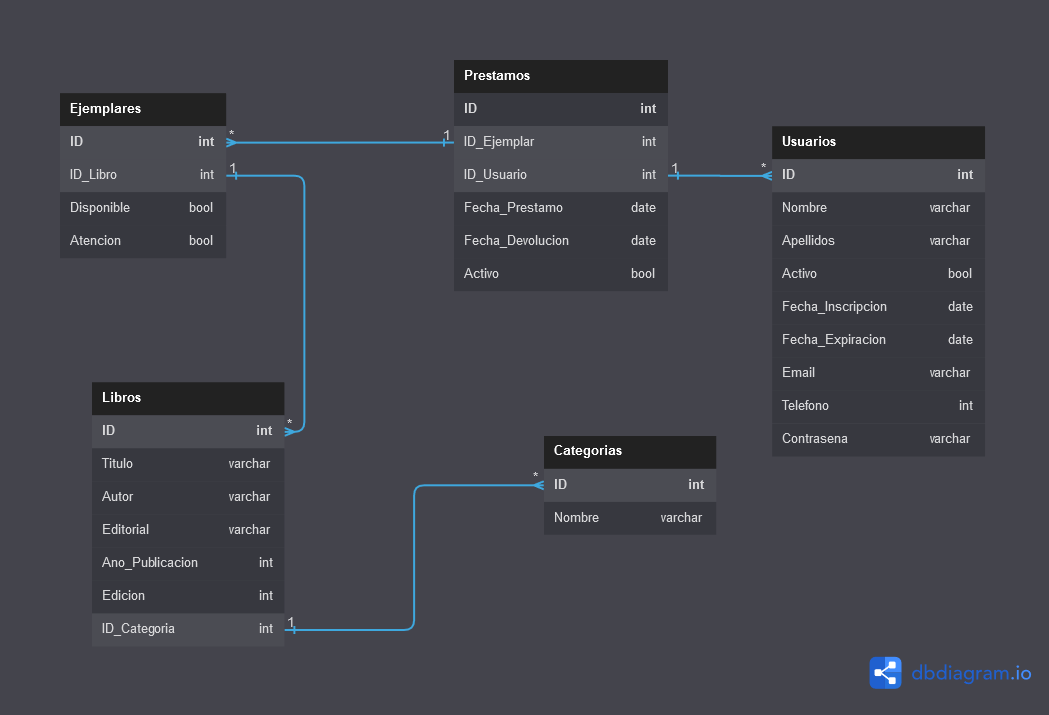 Ejemplares
ID int
ID_Libro int
Disponible bool
Atencion bool
* 1
1
Prestamos
ID int
ID_Ejemplar int
ID_Usuario int
Fecha_Prestamo date
Fecha_Devolucion date
Activo bool
1 *
Usuarios
ID int
Nombre varchar
Apellidos varchar
Activo bool
Fecha_Inscripcion date
Fecha_Expiracion date
Email varchar
Telefono int
Contrasena varchar
Libros
ID int
Titulo varchar
Autor varchar
Editorial varchar
Ano_Publicacion int
Edicion int
ID_Categoria int
*
1
*
Categorias
ID int
Nombre varchar
dbdiagram.io